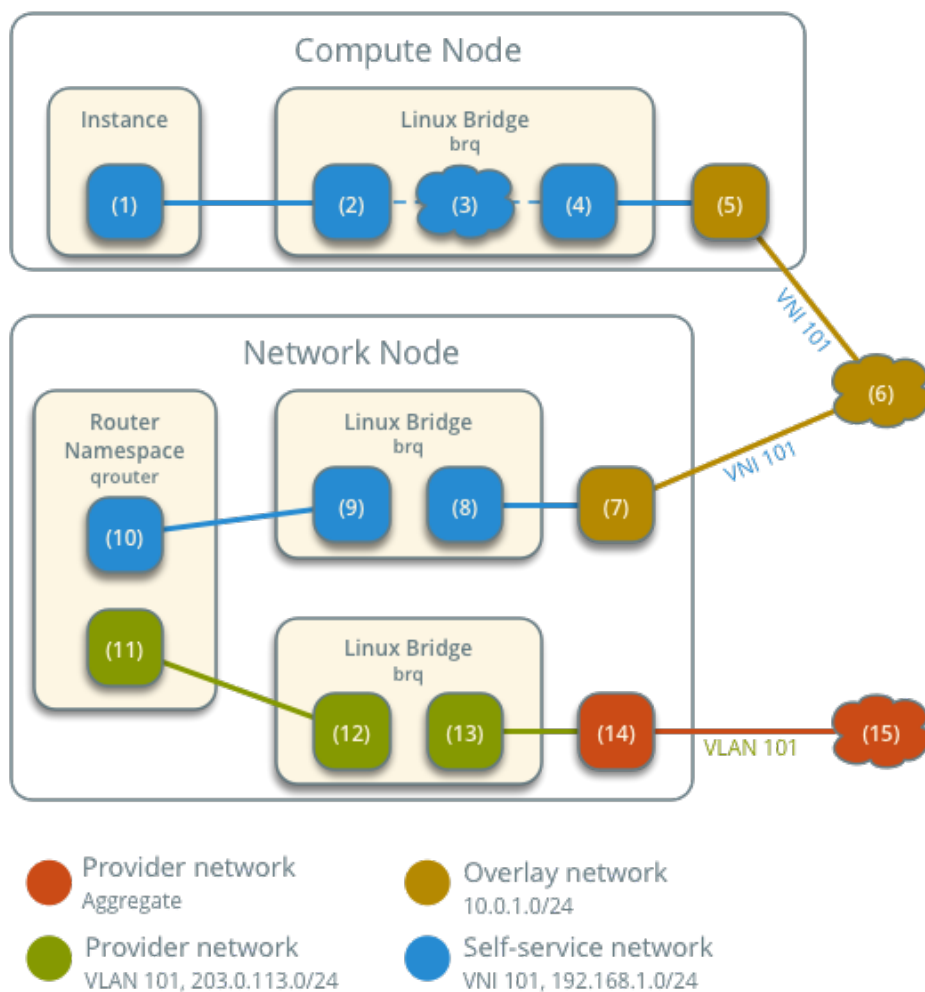 Compute Node
Instance
Linux Bridge
brq
(1)
(2)
(3)
(4)
(5)
VNI 101
(6)
VNI 101
Network Node
Router
Namespace
qrouter
Linux Bridge
brq
(10)
(9)
(8)
(7)
(11)
Linux Bridge
brq
(12)
(13)
(14)
VLAN 101
(15)
Provider network
Aggregate
Overlay network
10.0.1.0/24
Provider network
VLAN 101, 203.0.113.0/24
Self-service network
VNI 101, 192.168.1.0/24